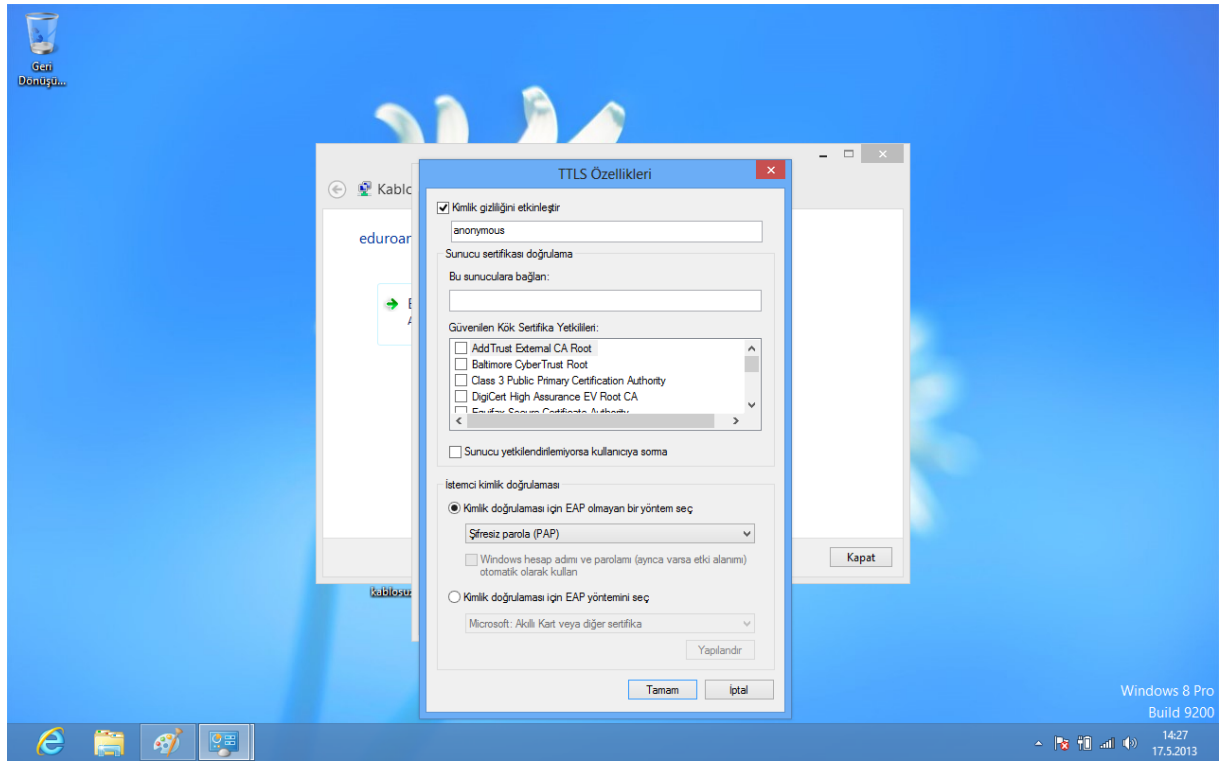 Geri
Dönüşü...
TTLS Özellikleri
Kablo
Kimlik gizliliğini etkinleştir
anonymous
eduroam
Sunucu sertifikası doğrulama
Bu sunuculara bağlan:
Güvenilen Kök Sertifika Yetkilileri:
AddTrust External CA Root
Baltimore CyberTrust Root
Class 3 Public Primary Certification Authority
DigiCert High Assurance EV Root CA
Equifax Secure Certificate Authority
Sunucu yetkilendirilemiyorsa kullanıcıya sorma
İstemci kimlik doğrulaması
Kimlik doğrulaması için EAP olmayan bir yöntem seç
Şifresiz parola (PAP)
Windows hesap adımı ve parolamı (ayrıca varsa etki alanımı)
otomatik olarak kullan
Kapat
kablosuz
Kimlik doğrulaması için EAP yöntemini seç
Microsoft: Akıllı Kart veya diğer sertifika
Yapılandır
Tamam
İptal
Windows 8 Pro
Build 9200
14:27
17.5.2013